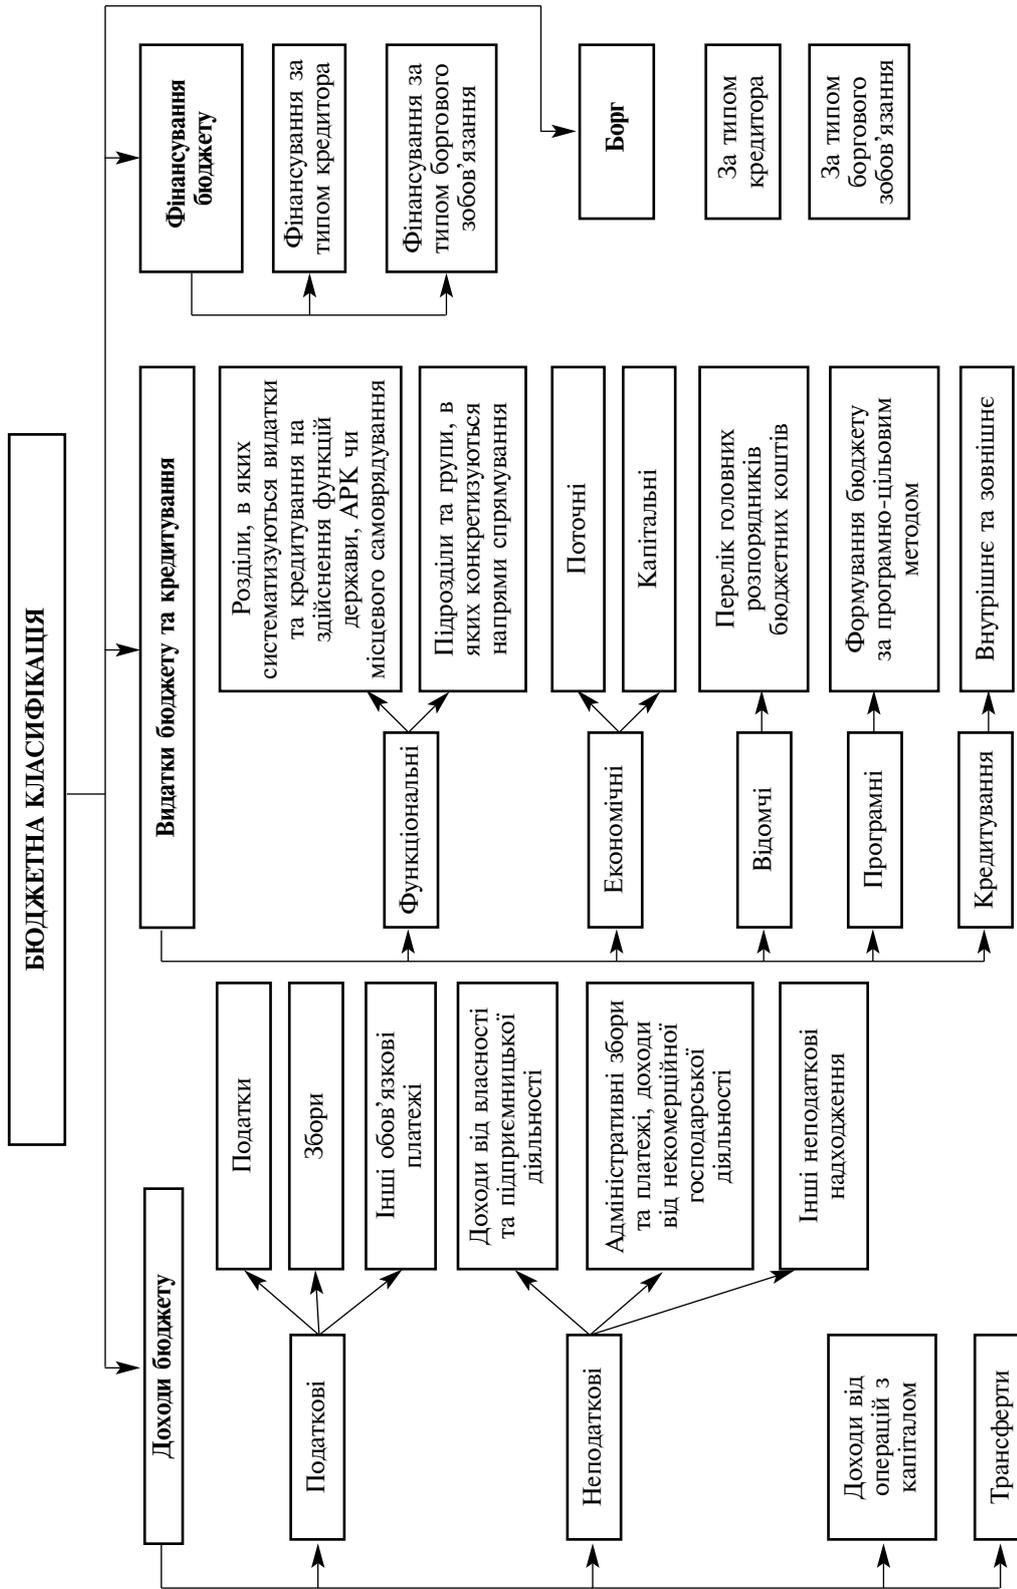 БЮДЖЕТНА КЛАСИФІКАЦІЯ
Доходи бюджету
Податкові
Податки
Збори
Інші обов’язкові
платежі
Неподаткові
Доходи від власності
та підприємницької
діяльності
Адміністративні збори
та платежі, доходи
від некомерційної
господарської
діяльності
Інші неподаткові
надходження
Доходи від
операцій з
капіталом
Трансферти
Видатки бюджету та кредитування
Функціональні
Розділи, в яких
систематизуються видатки
та кредитування на
здійснення функцій
держави, АРК чи
місцевого самоврядування
Підрозділи та групи, в
яких конкретизуються
напрями спрямування
Економічні
Поточні
Капітальні
Відомчі
Перелік головних
розпорядників
бюджетних коштів
Програмні
Формування бюджету
за програмно-цільовим
методом
Кредитування
Внутрішнє та зовнішнє
Фінансування
бюджету
Фінансування за
типом кредитора
Фінансування за
типом боргового
зобов’язання
Борг
За типом
кредитора
За типом
боргового
зобов’язання